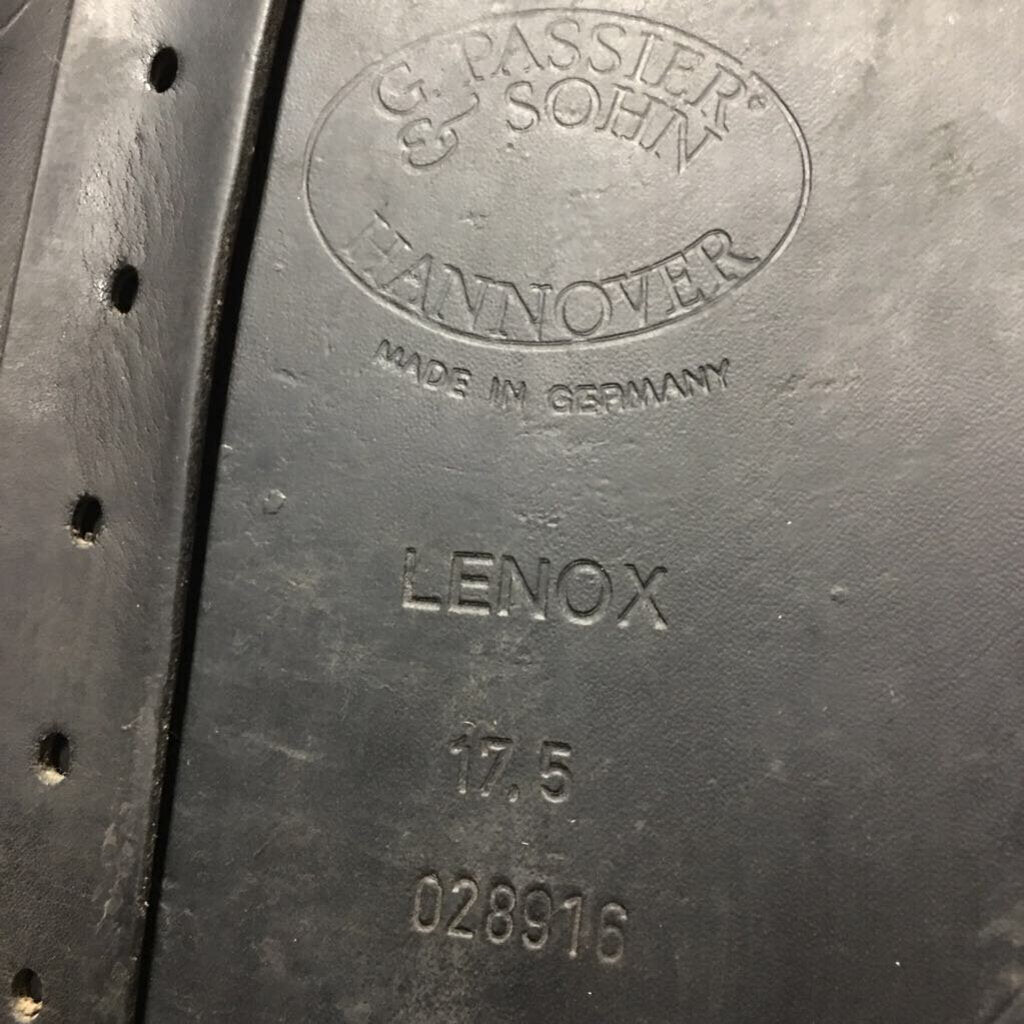 G. PASSIER
& SOHN
HANNOVER
MADE IN GERMANY
LENOX
17.5
028916